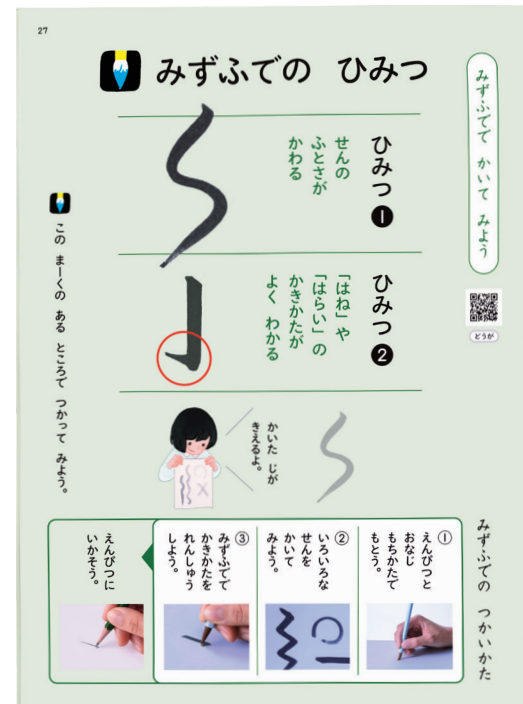 27
みずふでの ひみつ
みずふでで かいて みよう
どうが
ひみつ❶
せんの
ふとさが
かわる
ひみつ❷
「はね」や
「はらい」の
かきかたが
よく わかる
かいた じが
きえるよ。
この まーくの ある ところで つかって みよう。
みずふでの つかいかた
①
えんぴつと
おなじ
もちかたで
もとう。
②
いろいろな
せんを
かいて
みよう。
③
みずふでで
かきかたを
れんしゅう
しよう。
えんぴつに
いかそう。